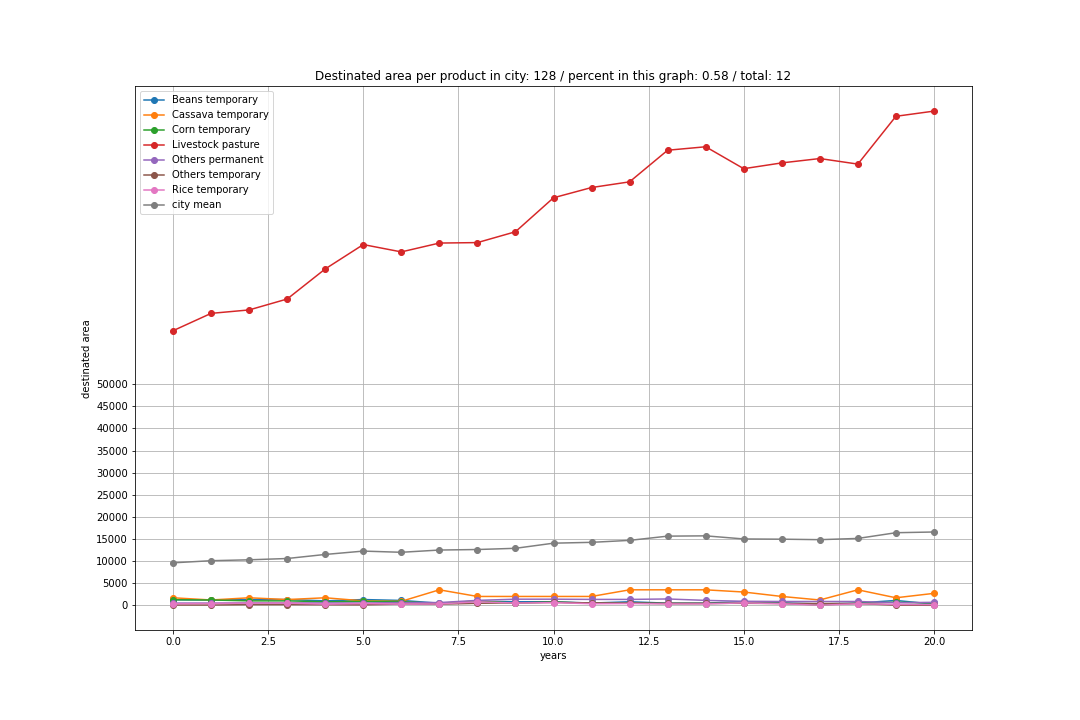 Destinated area per product in city: 128 / percent in this graph: 0.58 / total: 12
Beans temporary
Cassava temporary
Corn temporary
Livestock pasture
Others permanent
Others temporary
Rice temporary
city mean
destinated area
50000
45000
40000
35000
30000
25000
20000
15000
10000
5000
0
0.0 2.5 5.0 7.5 10.0 12.5 15.0 17.5 20.0
years